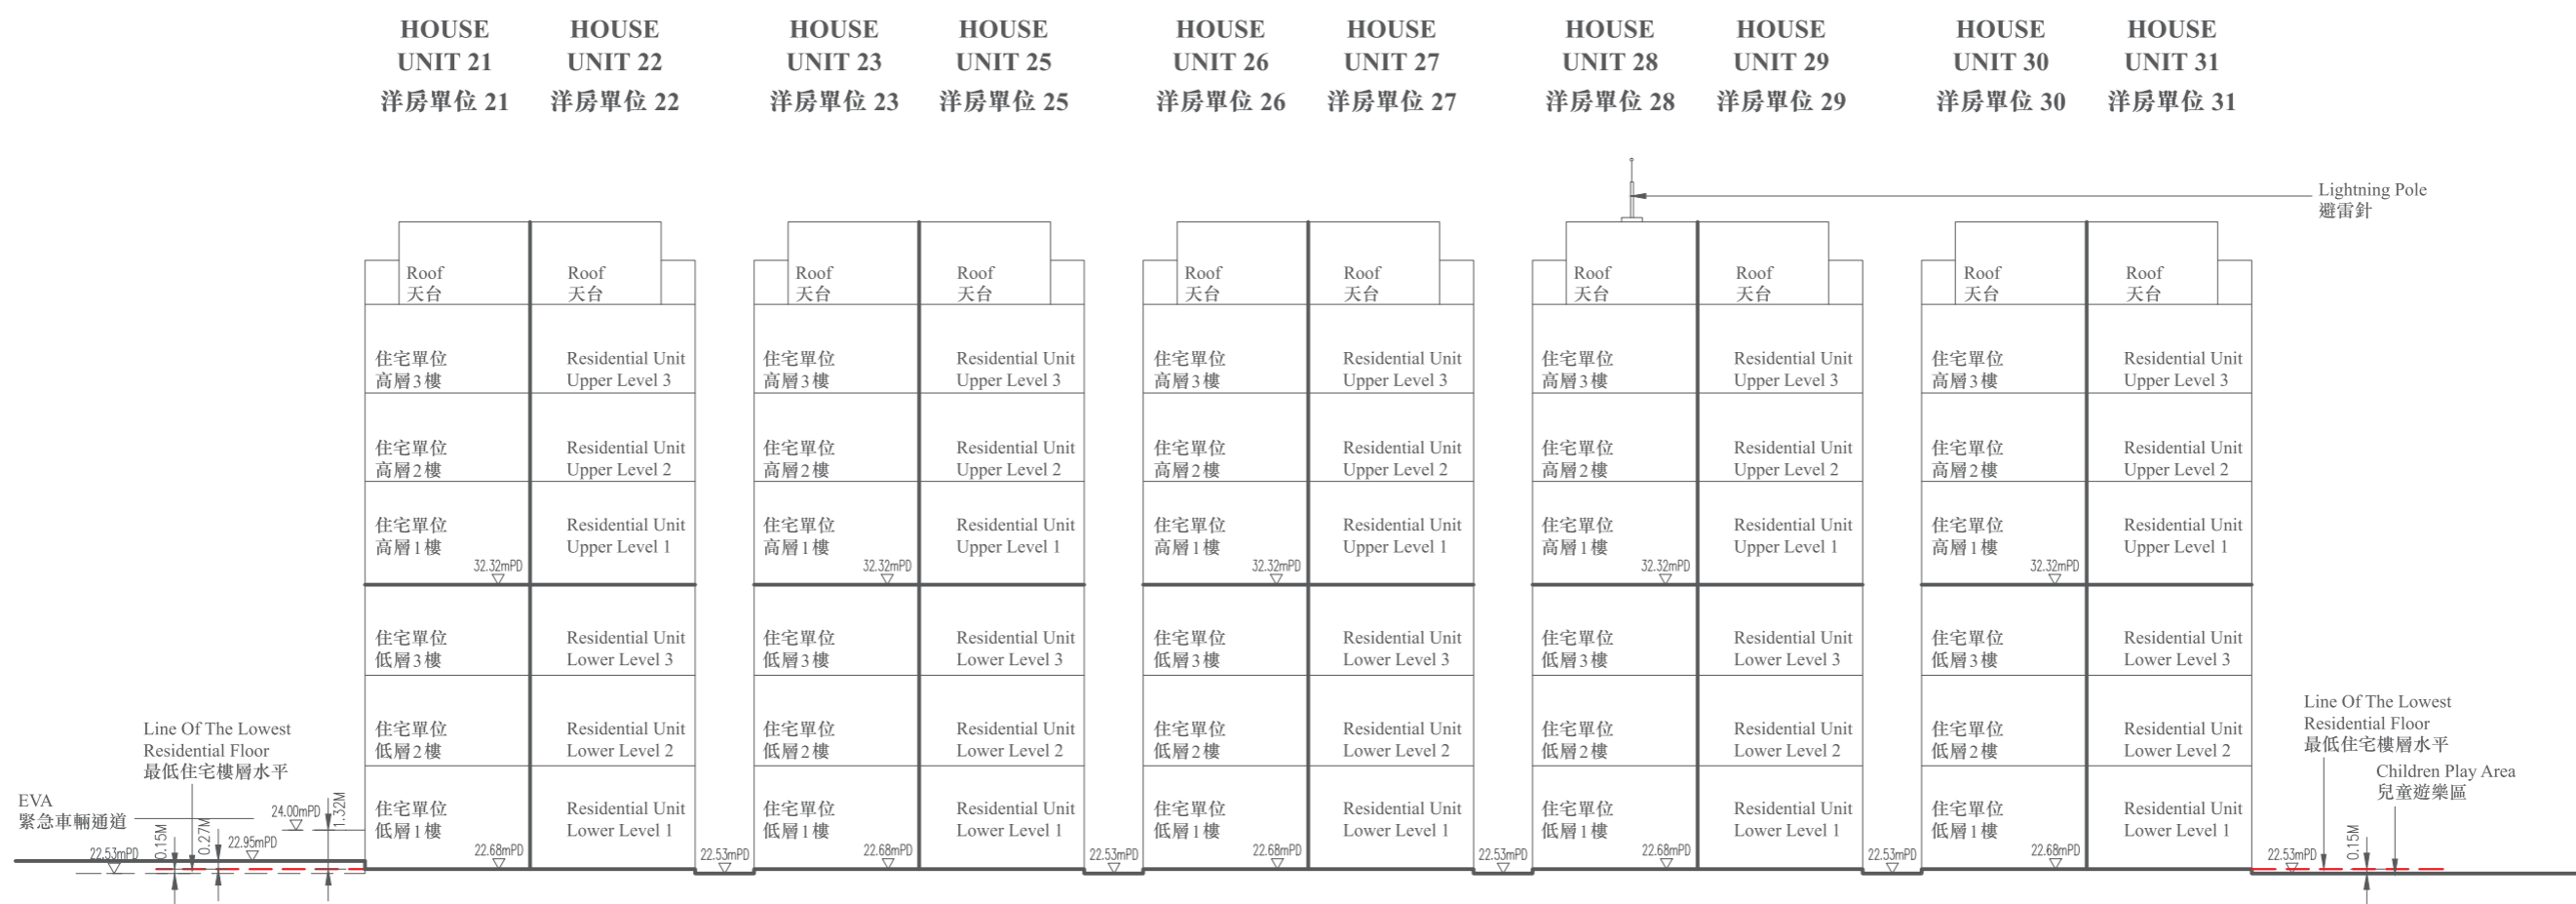 HOUSE
UNIT 21
洋房單位 21
HOUSE
UNIT 22
洋房單位 22
HOUSE
UNIT 23
洋房單位 23
HOUSE
UNIT 25
洋房單位 25
HOUSE
UNIT 26
洋房單位 26
HOUSE
UNIT 27
洋房單位 27
HOUSE
UNIT 28
洋房單位 28
HOUSE
UNIT 29
洋房單位 29
HOUSE
UNIT 30
洋房單位 30
HOUSE
UNIT 31
洋房單位 31
Lightning Pole
避雷針
Roof
天台
Roof
天台
Roof
天台
Roof
天台
Roof
天台
Roof
天台
Roof
天台
Roof
天台
Roof
天台
Roof
天台
住宅單位
高層3樓
Residential Unit
Upper Level 3
住宅單位
高層3樓
Residential Unit
Upper Level 3
住宅單位
高層3樓
Residential Unit
Upper Level 3
住宅單位
高層3樓
Residential Unit
Upper Level 3
住宅單位
高層3樓
Residential Unit
Upper Level 3
住宅單位
高層2樓
Residential Unit
Upper Level 2
住宅單位
高層2樓
Residential Unit
Upper Level 2
住宅單位
高層2樓
Residential Unit
Upper Level 2
住宅單位
高層2樓
Residential Unit
Upper Level 2
住宅單位
高層2樓
Residential Unit
Upper Level 2
住宅單位
高層1樓
Residential Unit
Upper Level 1
住宅單位
高層1樓
Residential Unit
Upper Level 1
住宅單位
高層1樓
Residential Unit
Upper Level 1
住宅單位
高層1樓
Residential Unit
Upper Level 1
住宅單位
高層1樓
Residential Unit
Upper Level 1
32.32mPD
32.32mPD
32.32mPD
32.32mPD
32.32mPD
住宅單位
低層3樓
Residential Unit
Lower Level 3
住宅單位
低層3樓
Residential Unit
Lower Level 3
住宅單位
低層3樓
Residential Unit
Lower Level 3
住宅單位
低層3樓
Residential Unit
Lower Level 3
住宅單位
低層3樓
Residential Unit
Lower Level 3
住宅單位
低層2樓
Residential Unit
Lower Level 2
住宅單位
低層2樓
Residential Unit
Lower Level 2
住宅單位
低層2樓
Residential Unit
Lower Level 2
住宅單位
低層2樓
Residential Unit
Lower Level 2
住宅單位
低層2樓
Residential Unit
Lower Level 2
Line Of The Lowest
Residential Floor
最低住宅樓層水平
Line Of The Lowest
Residential Floor
最低住宅樓層水平
Children Play Area
兒童遊樂區
EVA
緊急車輛通道
住宅單位
低層1樓
Residential Unit
Lower Level 1
住宅單位
低層1樓
Residential Unit
Lower Level 1
住宅單位
低層1樓
Residential Unit
Lower Level 1
住宅單位
低層1樓
Residential Unit
Lower Level 1
住宅單位
低層1樓
Residential Unit
Lower Level 1
22.53mPD
0.15M
0.27M
22.95mPD
24.00mPD
1.32M
22.68mPD
22.53mPD
22.68mPD
22.53mPD
22.68mPD
22.53mPD
22.68mPD
22.53mPD
22.68mPD
22.53mPD
0.15M